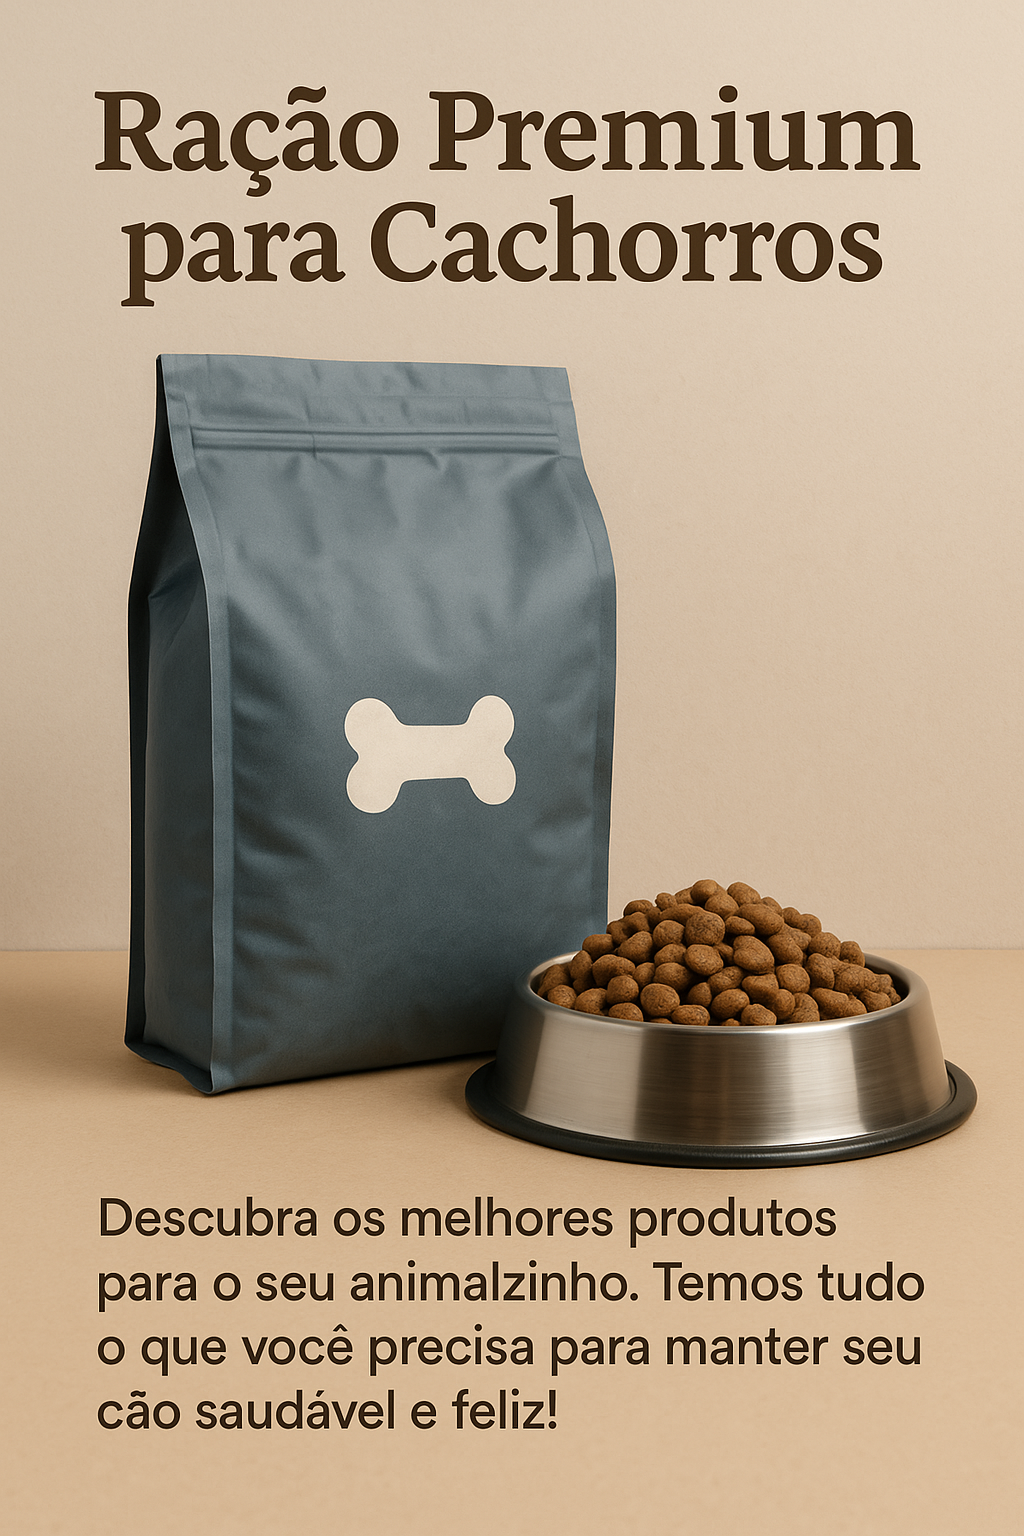 Ração Premium
para Cachorros
Descubra os melhores produtos
para o seu animalzinho. Temos tudo
o que você precisa para manter seu
cão saudável e feliz!